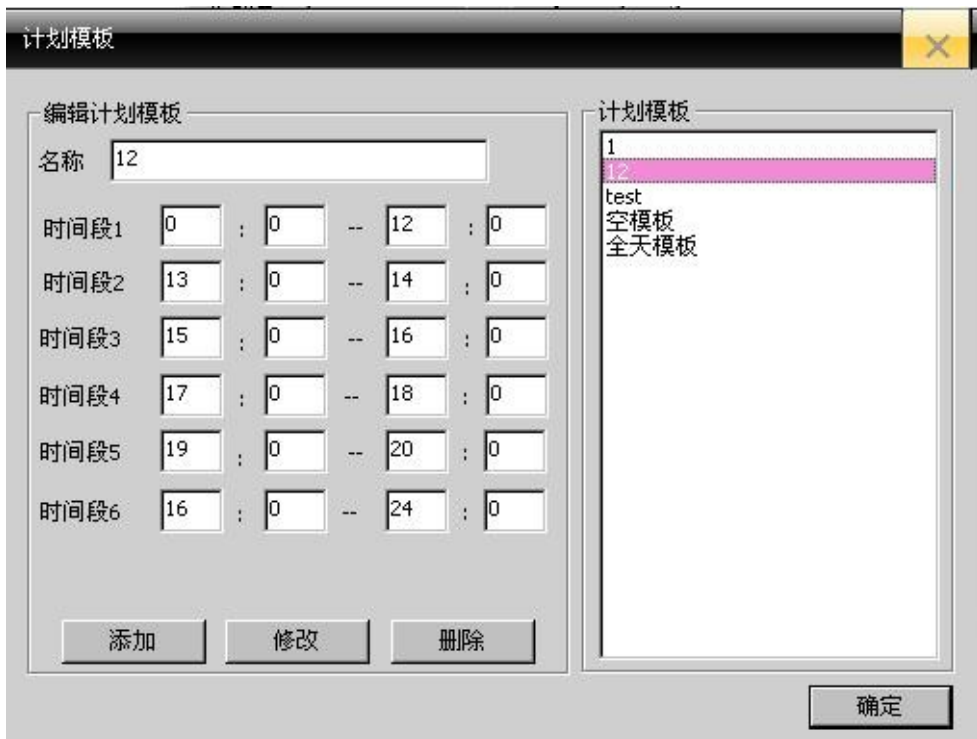 计划模板
编辑计划模板
名称 12
时间段1 0 : 0 -- 12 : 0
时间段2 13 : 0 -- 14 : 0
时间段3 15 : 0 -- 16 : 0
时间段4 17 : 0 -- 18 : 0
时间段5 19 : 0 -- 20 : 0
时间段6 16 : 0 -- 24 : 0
添加 修改 删除
计划模板
1
12
test
空模板
全天模板
确定